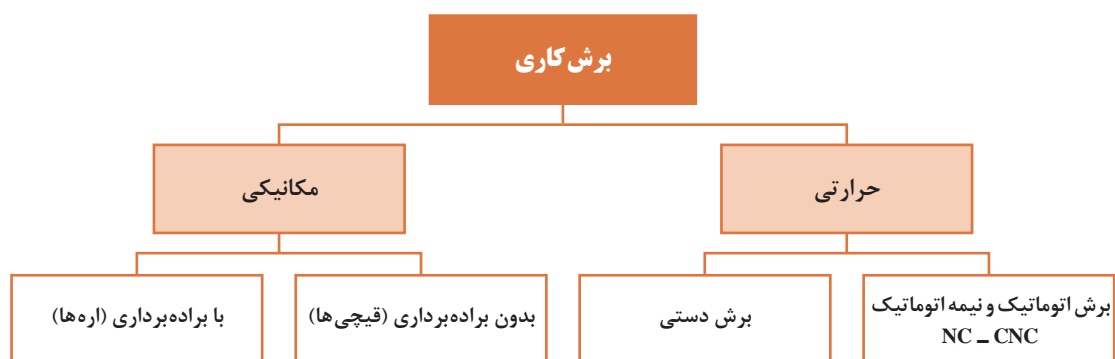 برش‌کاری
حرارتی
مکانیکی
برش اتوماتیک و نیمه اتوماتیک
NC – CNC
برش دستی
بدون براده‌برداری (قیچی‌ها)
با براده‌برداری (اره‌ها)